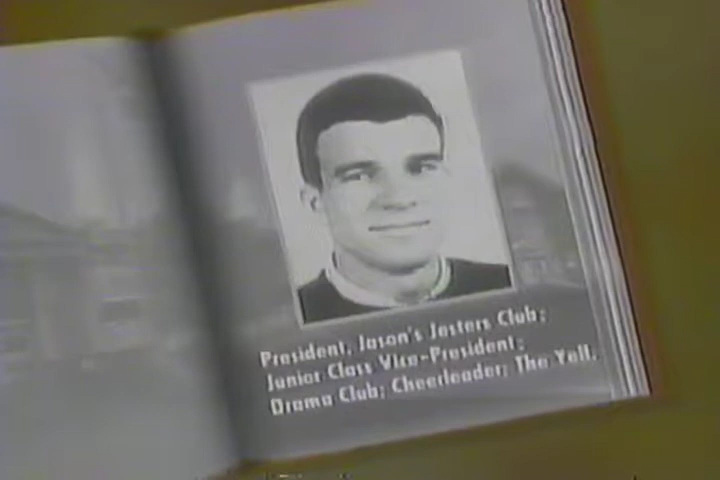 President, Jason's Jesters Club;
Junior Class Vice-President;
Drama Club; Cheerleader; The Yell.